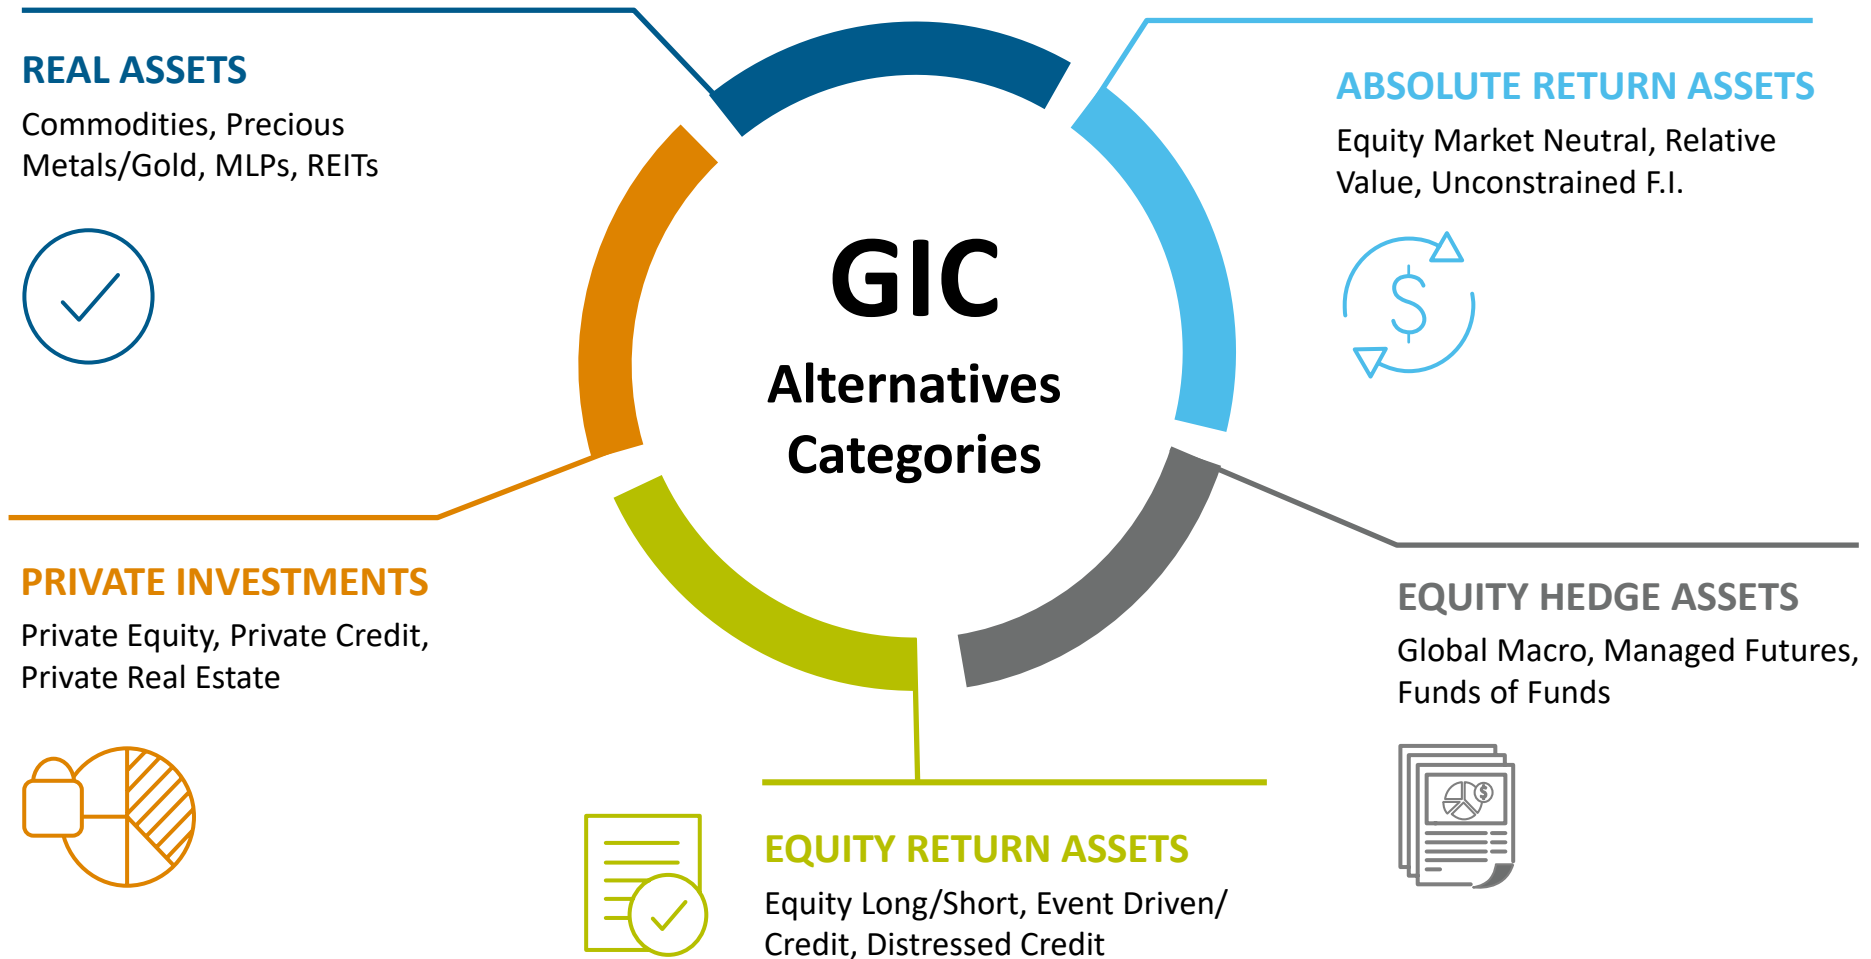 REAL ASSETS
Commodities, Precious
Metals/Gold, MLPs, REITs
ABSOLUTE RETURN ASSETS
Equity Market Neutral, Relative
Value, Unconstrained F.I.
GIC
Alternatives
Categories
PRIVATE INVESTMENTS
Private Equity, Private Credit,
Private Real Estate
EQUITY HEDGE ASSETS
Global Macro, Managed Futures,
Funds of Funds
EQUITY RETURN ASSETS
Equity Long/Short, Event Driven/
Credit, Distressed Credit